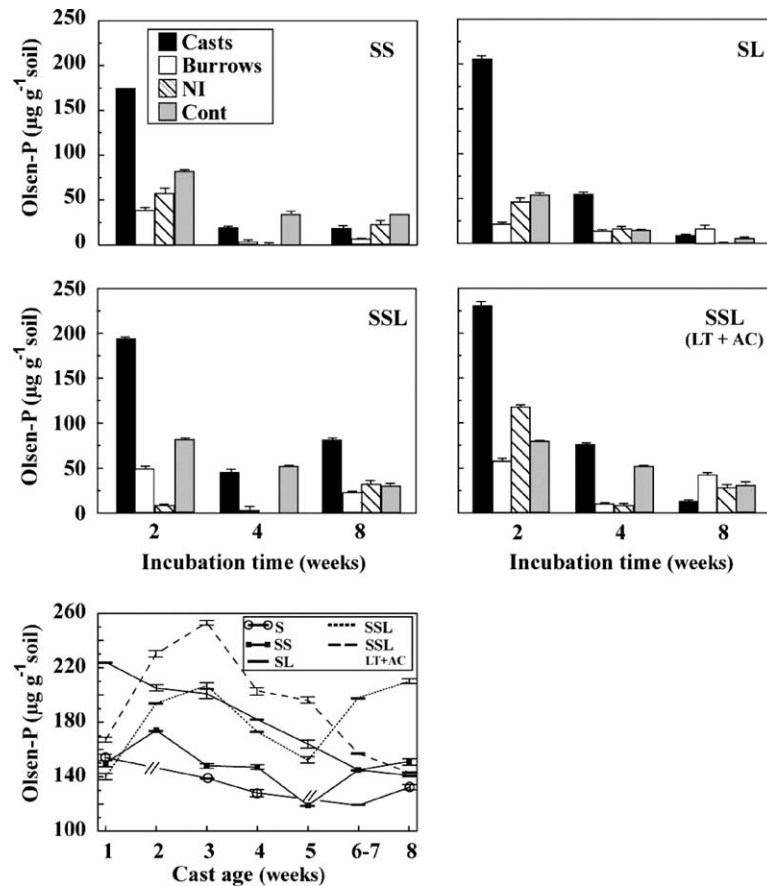 Olsen-P (µg g⁻¹ soil)
250
200
150
100
50
0
Casts
Burrows
NI
Cont
SS
SL
Olsen-P (µg g⁻¹ soil)
250
200
150
100
50
0
2 4 8
Incubation time (weeks)
SSL
2 4 8
Incubation time (weeks)
SSL
(LT + AC)
Olsen-P (µg g⁻¹ soil)
260
220
180
140
100
S
SS
SL
SSL
SSL
LT+AC
1 2 3 4 5 6-7 8
Cast age (weeks)